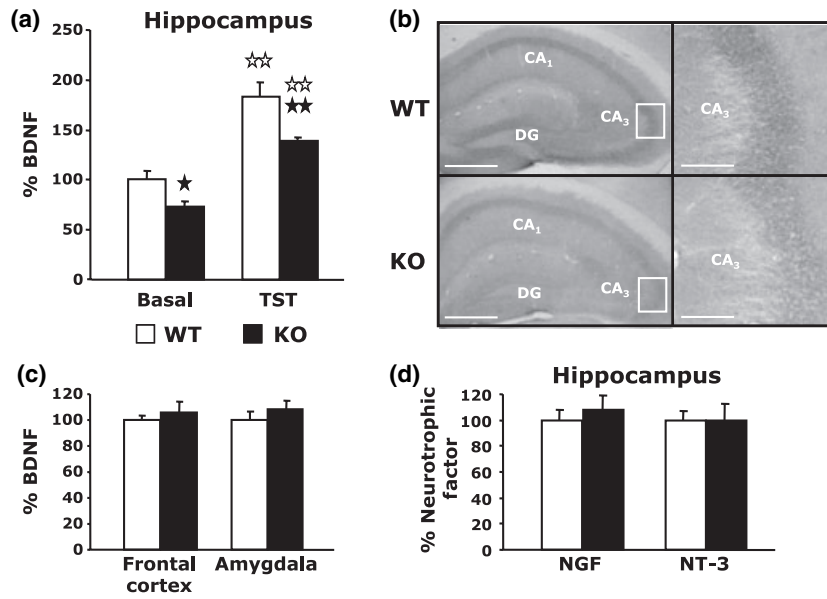 (a) Hippocampus
% BDNF
250
200
150
100
50
0
☆☆
☆☆
★★
★
Basal TST
WT KO
(b)
WT
CA1
CA3
DG
CA3
KO
CA1
CA3
DG
CA3
(c)
% BDNF
120
100
80
60
40
20
0
Frontal cortex
Amygdala
(d) Hippocampus
% Neurotrophic factor
120
100
80
60
40
20
0
NGF NT-3